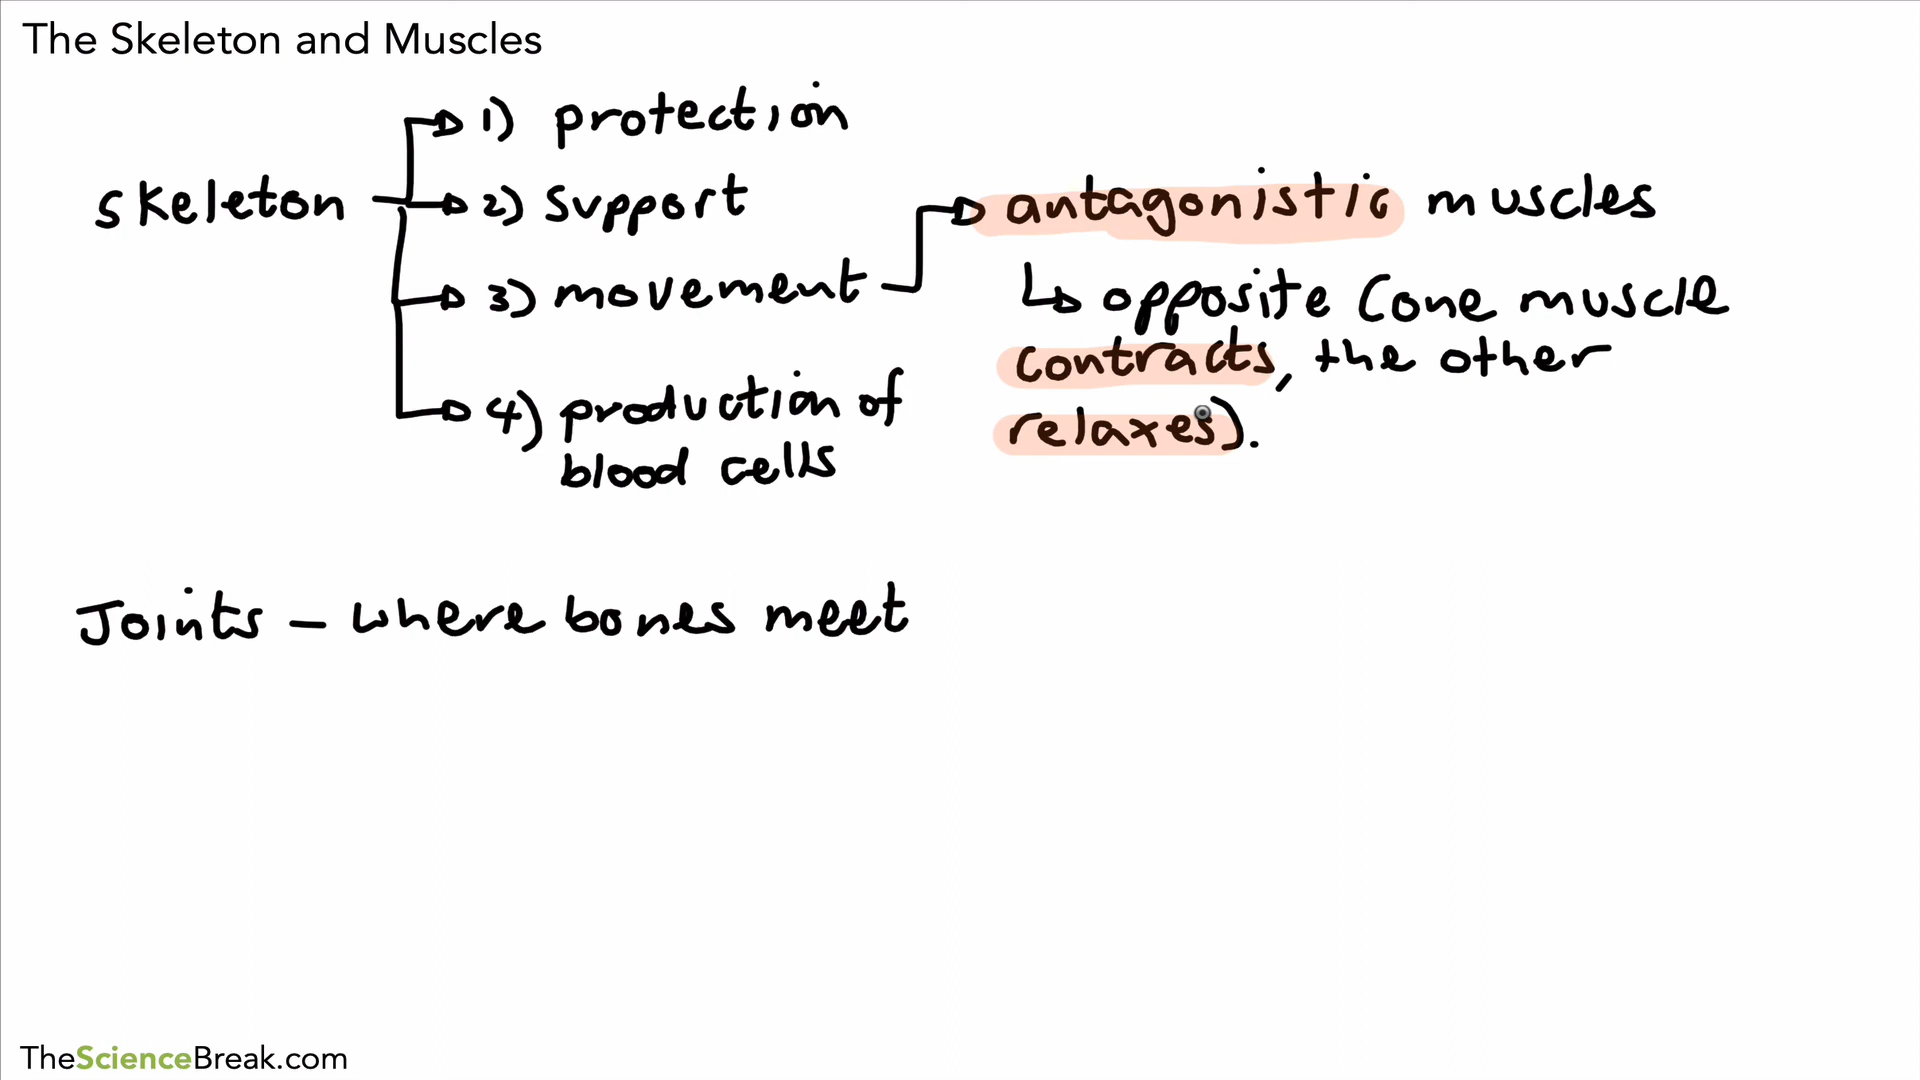 The Skeleton and Muscles
1) protection
skeleton
2) support
3) movement
4) production of
blood cells
antagonistic muscles
opposite (one muscle
contracts, the other
relaxes).
Joints – where bones meet
TheScienceBreak.com